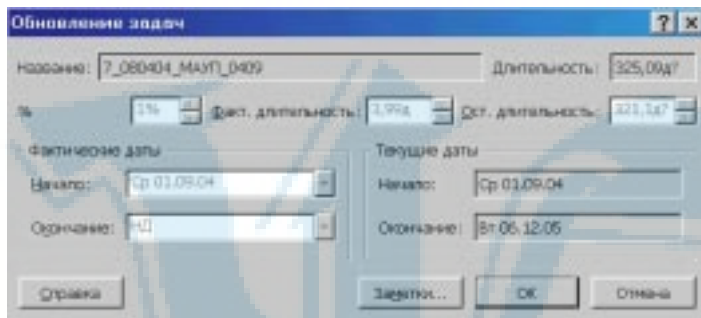 Обновление задач
Название: 7_080404_МАУП_0409 Длительность: 325,09д?
% 1% Факт. длительность: 3,99д Ост. длительность: 321,1д?
Фактические даты Текущие даты
Начало: Ср 01.09.04 Начало: Ср 01.09.04
Окончание: НД Окончание: Вт 06.12.05
Справка Заметки... ОК Отмена